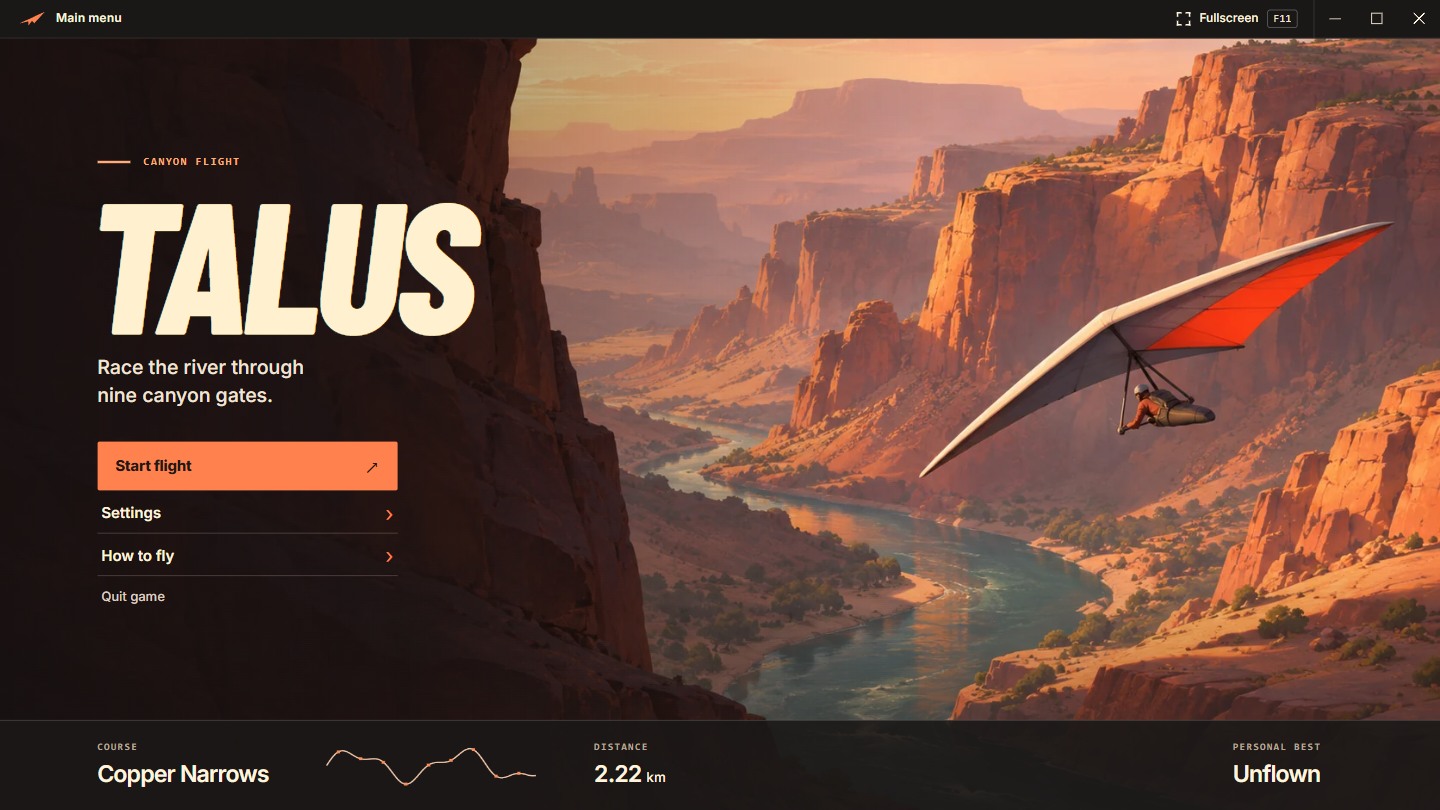 Main menu
Fullscreen F11
CANYON FLIGHT
TALUS
Race the river through
nine canyon gates.
Start flight
Settings
How to fly
Quit game
COURSE
Copper Narrows
DISTANCE
2.22 km
PERSONAL BEST
Unflown